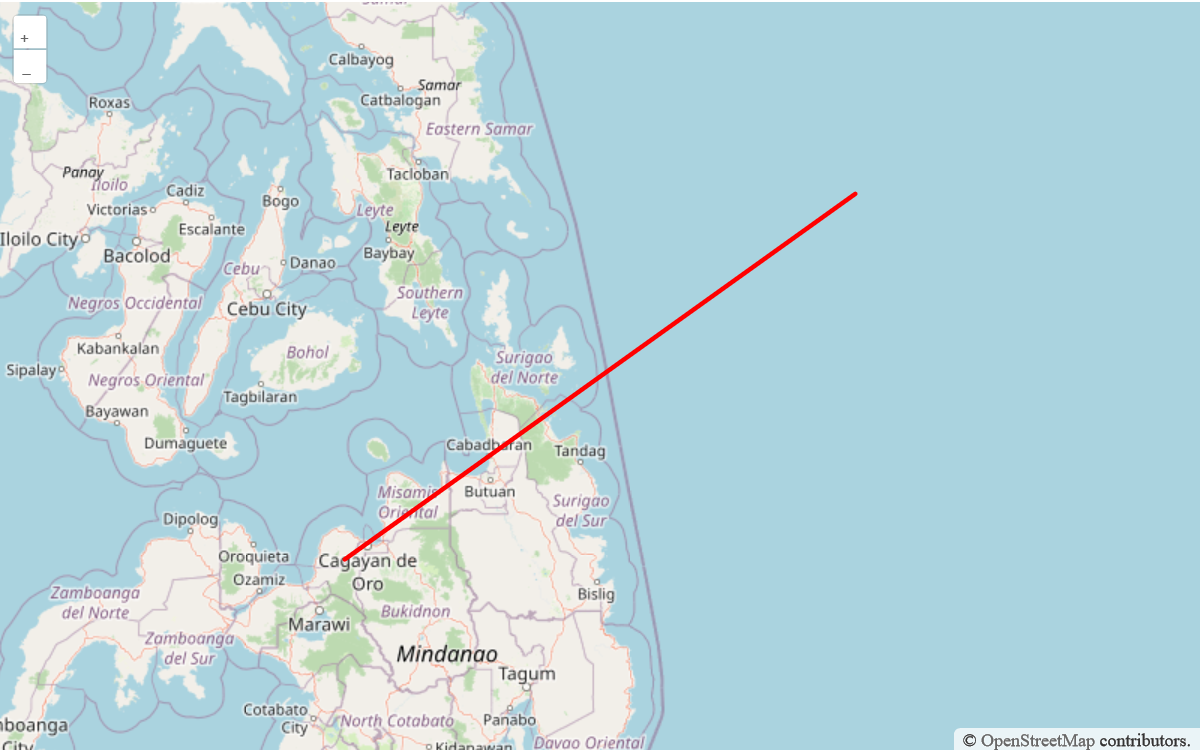 Samar
+
–
Calbayog
Samar
Catbalogan
Roxas
Eastern Samar
Panay
Iloilo
Tacloban
Cadiz
Bogo
Victorias
Leyte
Escalante
Leyte
Iloilo City
Bacolod
Baybay
Cebu
Danao
Negros Occidental
Cebu City
Southern
Leyte
Kabankalan
Bohol
Surigao
del Norte
Sipalay
Negros Oriental
Tagbilaran
Bayawan
Dumaguete
Cabadbaran
Tandag
Misamis
Oriental
Butuan
Surigao
del Sur
Dipolog
Oroquieta
Cagayan de
Oro
Ozamiz
Zamboanga
del Norte
Bukidnon
Bislig
Marawi
Zamboanga
del Sur
Mindanao
Tagum
Cotabato
City
North Cotabato
Panabo
mboanga
City
Kidapawan
Davao Oriental
© OpenStreetMap contributors.